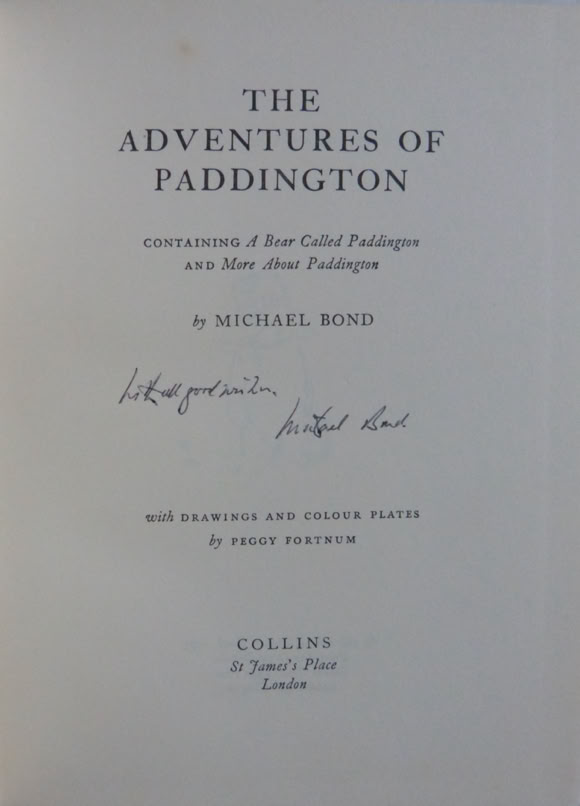 THE
ADVENTURES OF
PADDINGTON
CONTAINING A Bear Called Paddington
AND More About Paddington
by MICHAEL BOND
With all good wishes,
Michael Bond
with DRAWINGS AND COLOUR PLATES
by PEGGY FORTNUM
COLLINS
St James's Place
London